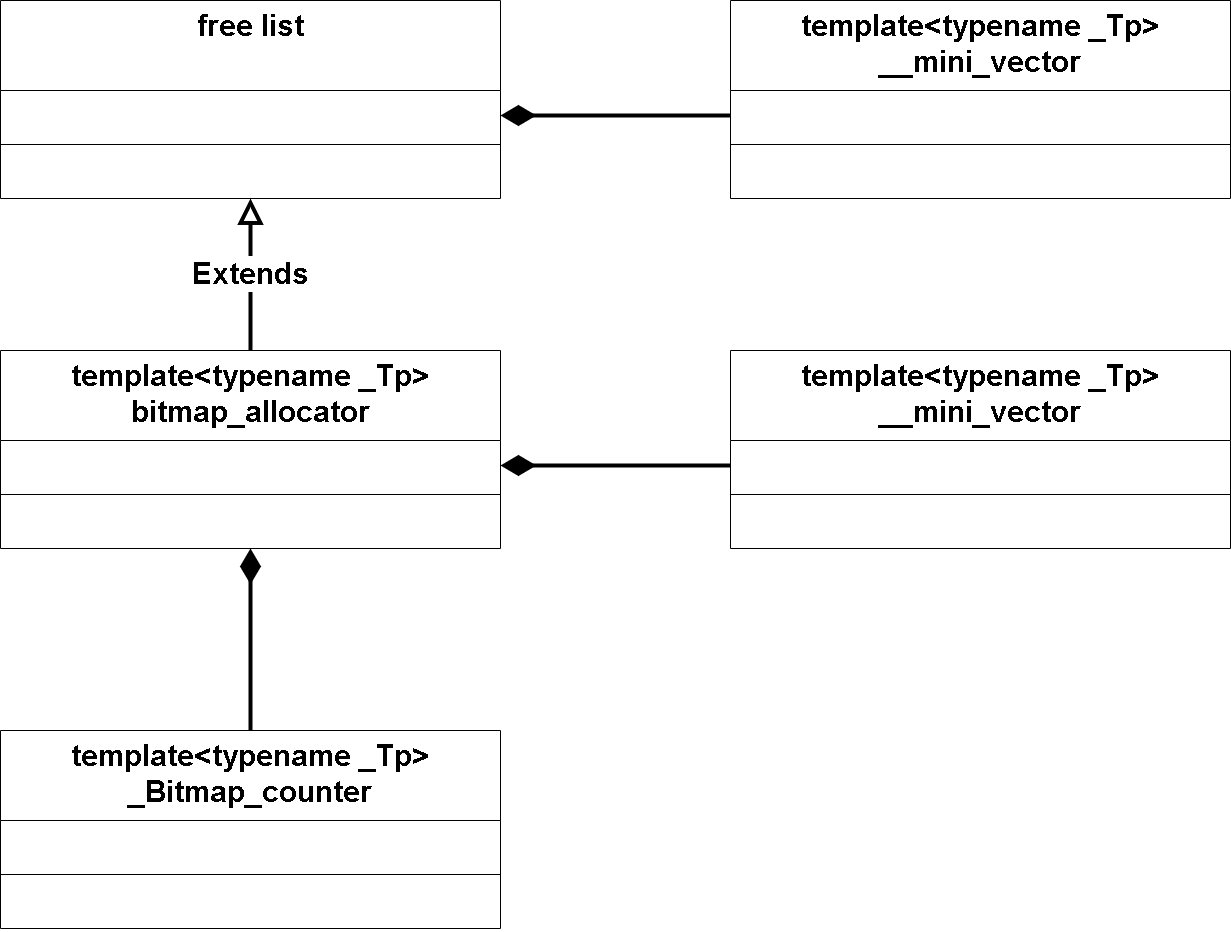 free list
template<typename _Tp>
__mini_vector
Extends
template<typename _Tp>
bitmap_allocator
template<typename _Tp>
__mini_vector
template<typename _Tp>
_Bitmap_counter